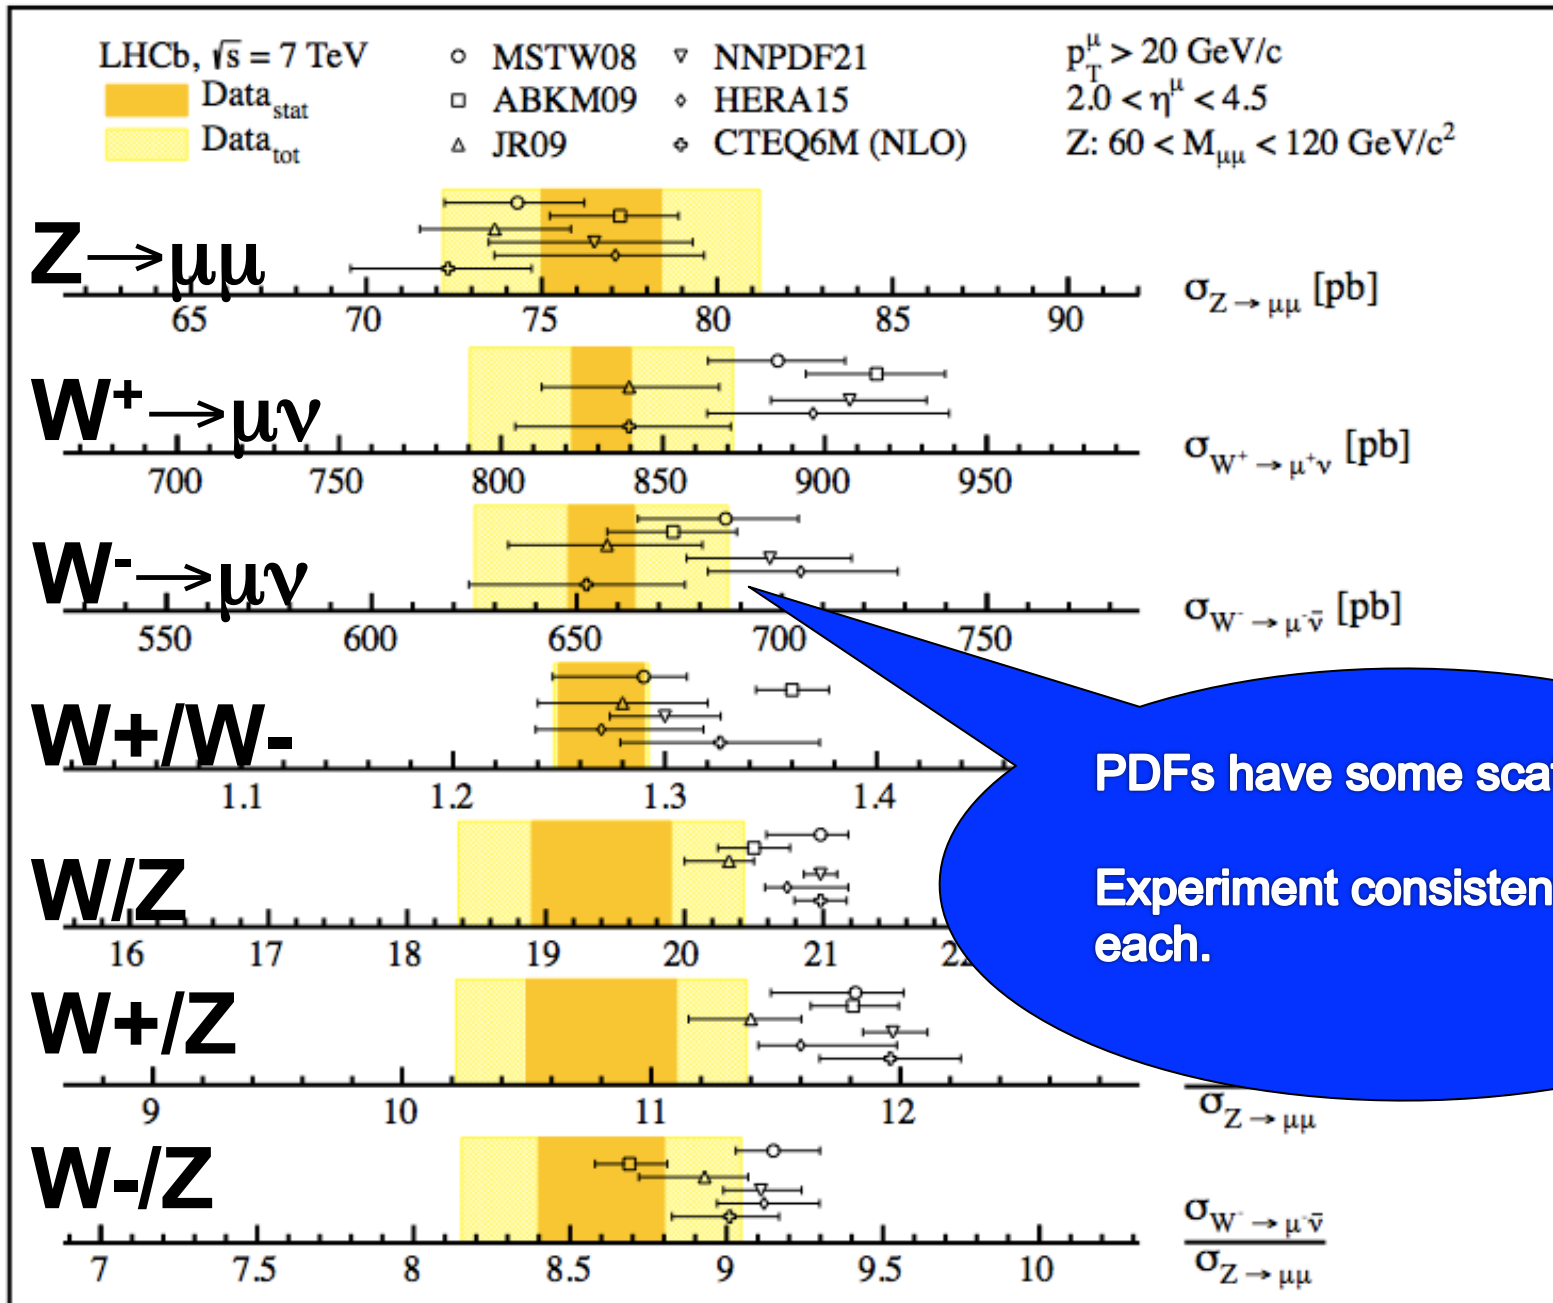 LHCb, √s = 7 TeV
Data_stat
Data_tot
MSTW08
ABKM09
JR09
NNPDF21
HERA15
CTEQ6M (NLO)
p_T^μ > 20 GeV/c
2.0 < η^μ < 4.5
Z: 60 < M_μμ < 120 GeV/c²
Z→μμ
65 70 75 80 85 90
σ_Z → μμ [pb]
W⁺→μν
700 750 800 850 900 950
σ_W⁺ → μ⁺ν [pb]
W⁻→μν
550 600 650 700 750
σ_W⁻ → μ⁻ν̄ [pb]
W+/W-
1.1 1.2 1.3 1.4
PDFs have some
Experiment
each.
W/Z
16 17 18 19 20 21
W+/Z
9 10 11 12
σ_Z → μμ
W-/Z
7 7.5 8 8.5 9 9.5 10
σ_W⁻ → μ⁻ν̄
σ_Z → μμ